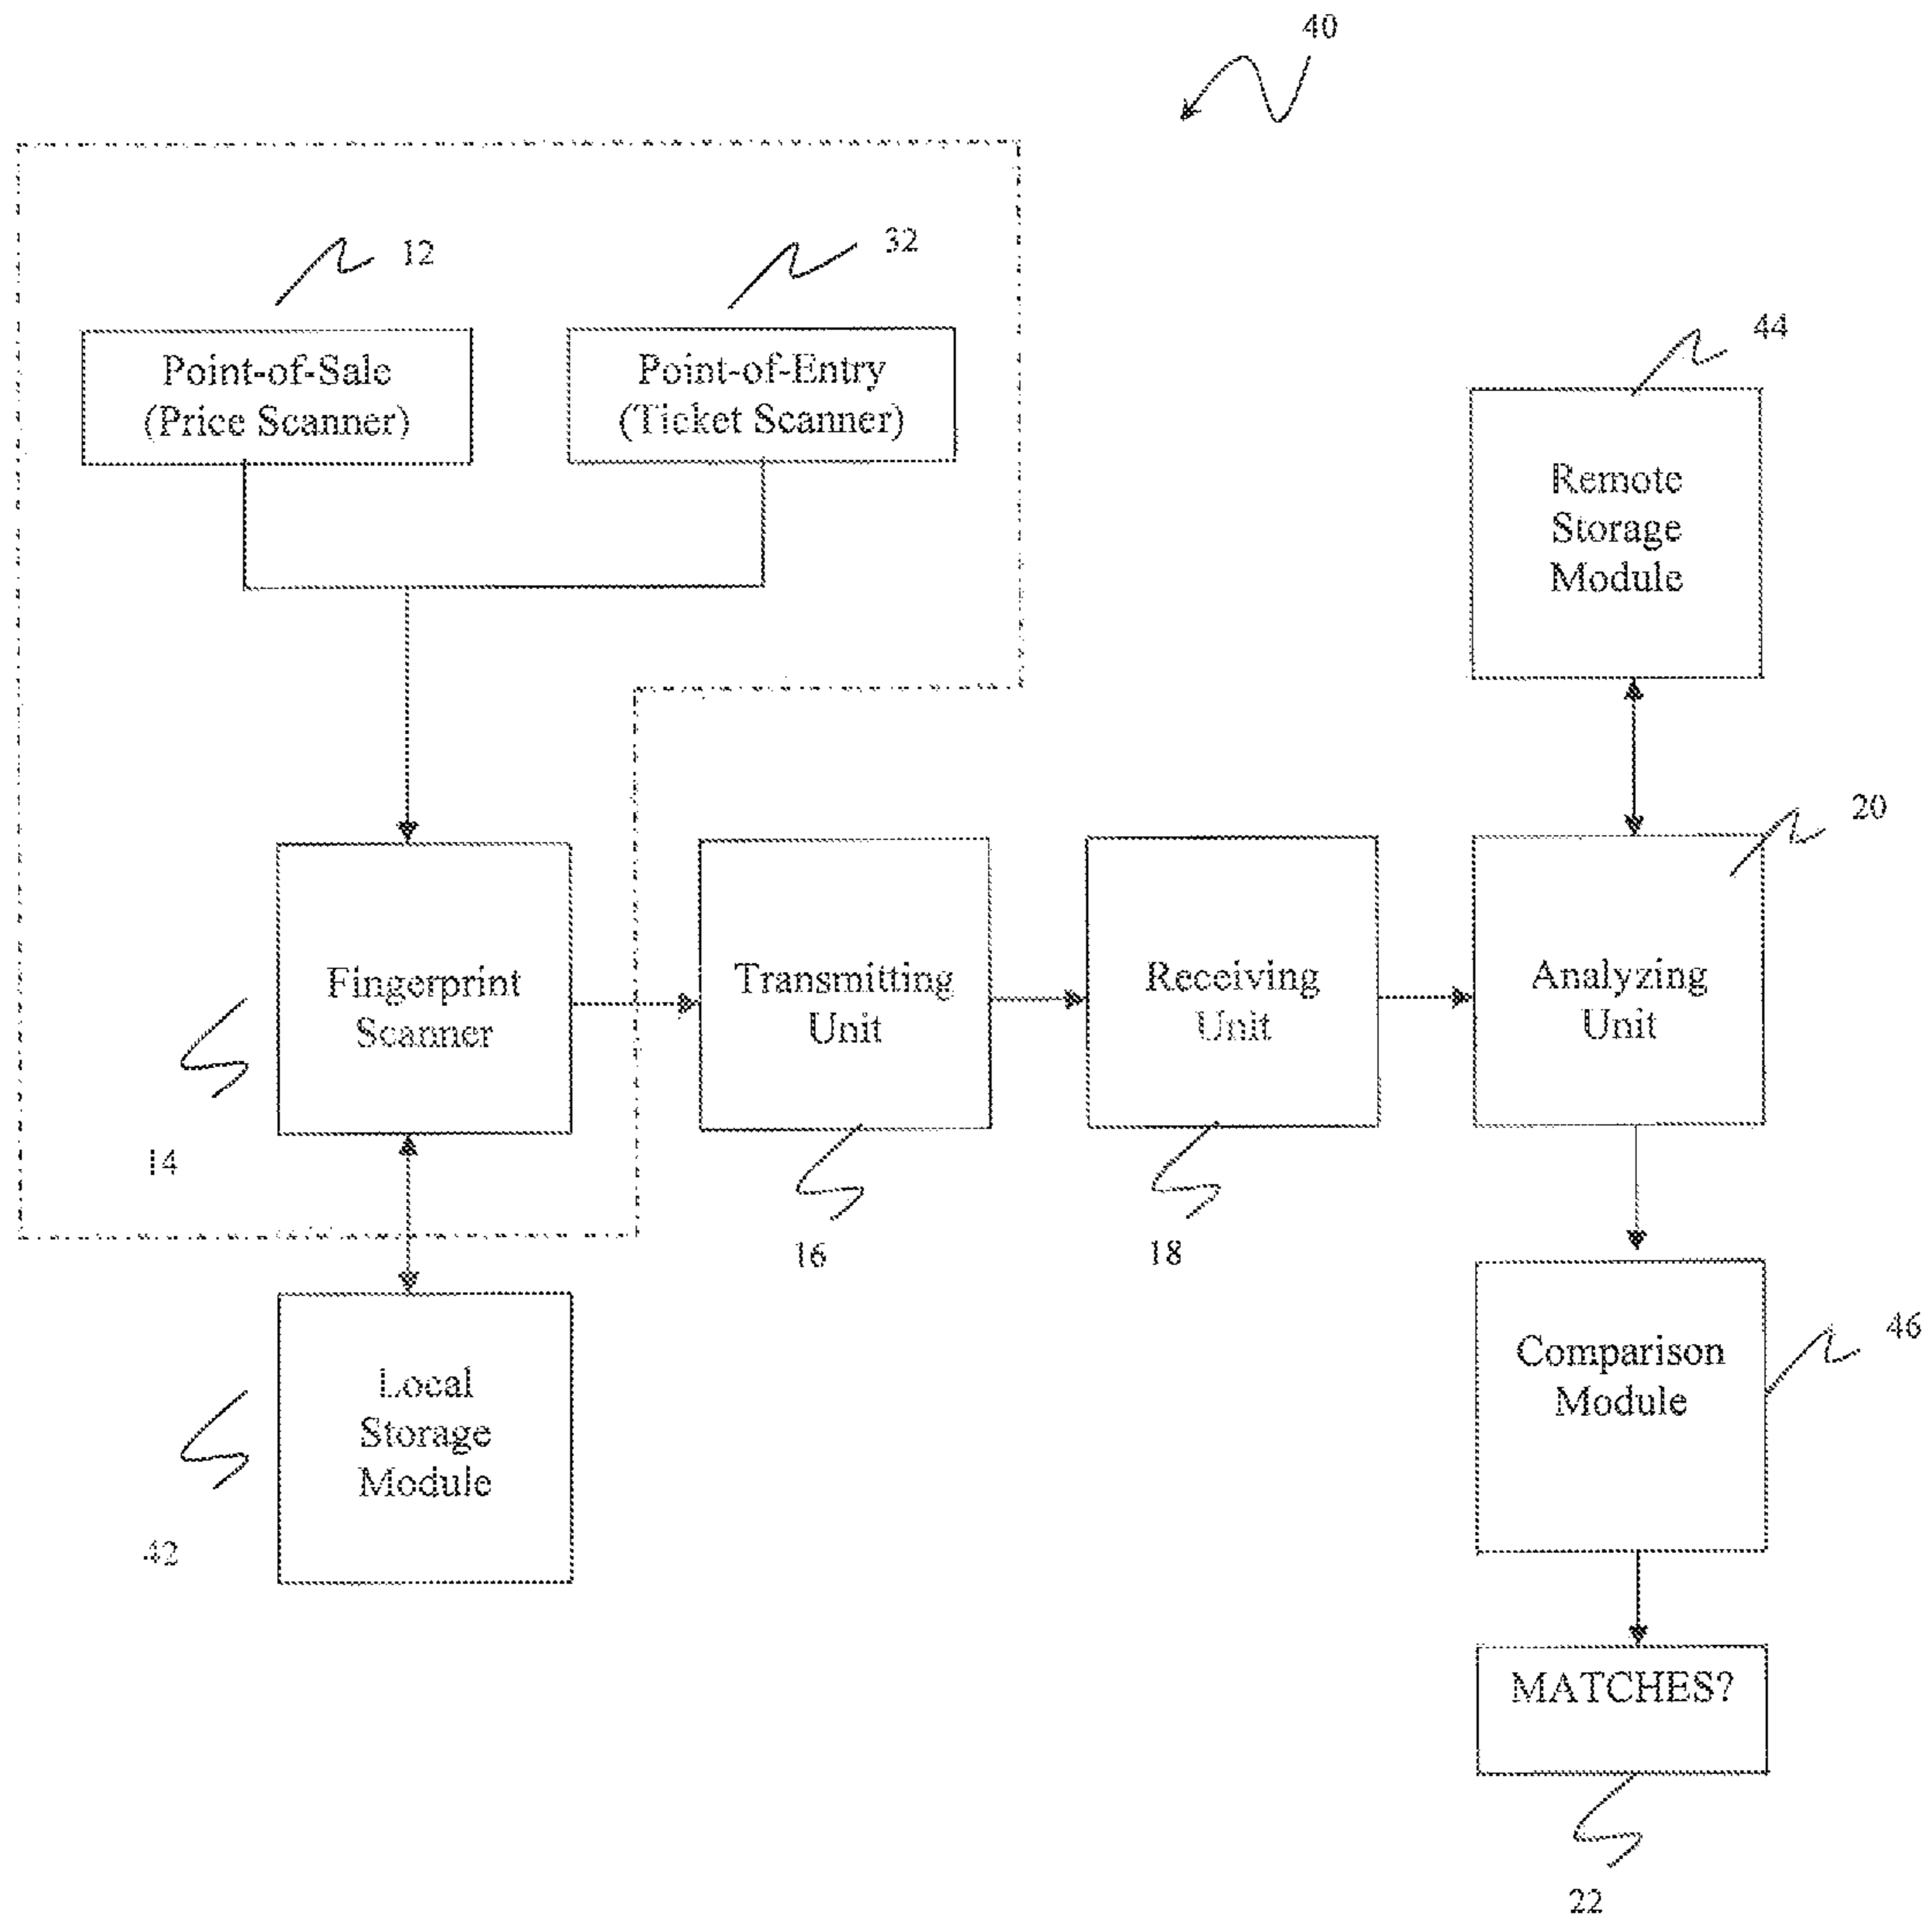 40
12
32
Point-of-Sale
(Price Scanner)
Point-of-Entry
(Ticket Scanner)
44
Remote
Storage
Module
20
Fingerprint
Scanner
Transmitting
Unit
Receiving
Unit
Analyzing
Unit
14
16
18
Local
Storage
Module
42
Comparison
Module
46
MATCHES?
22